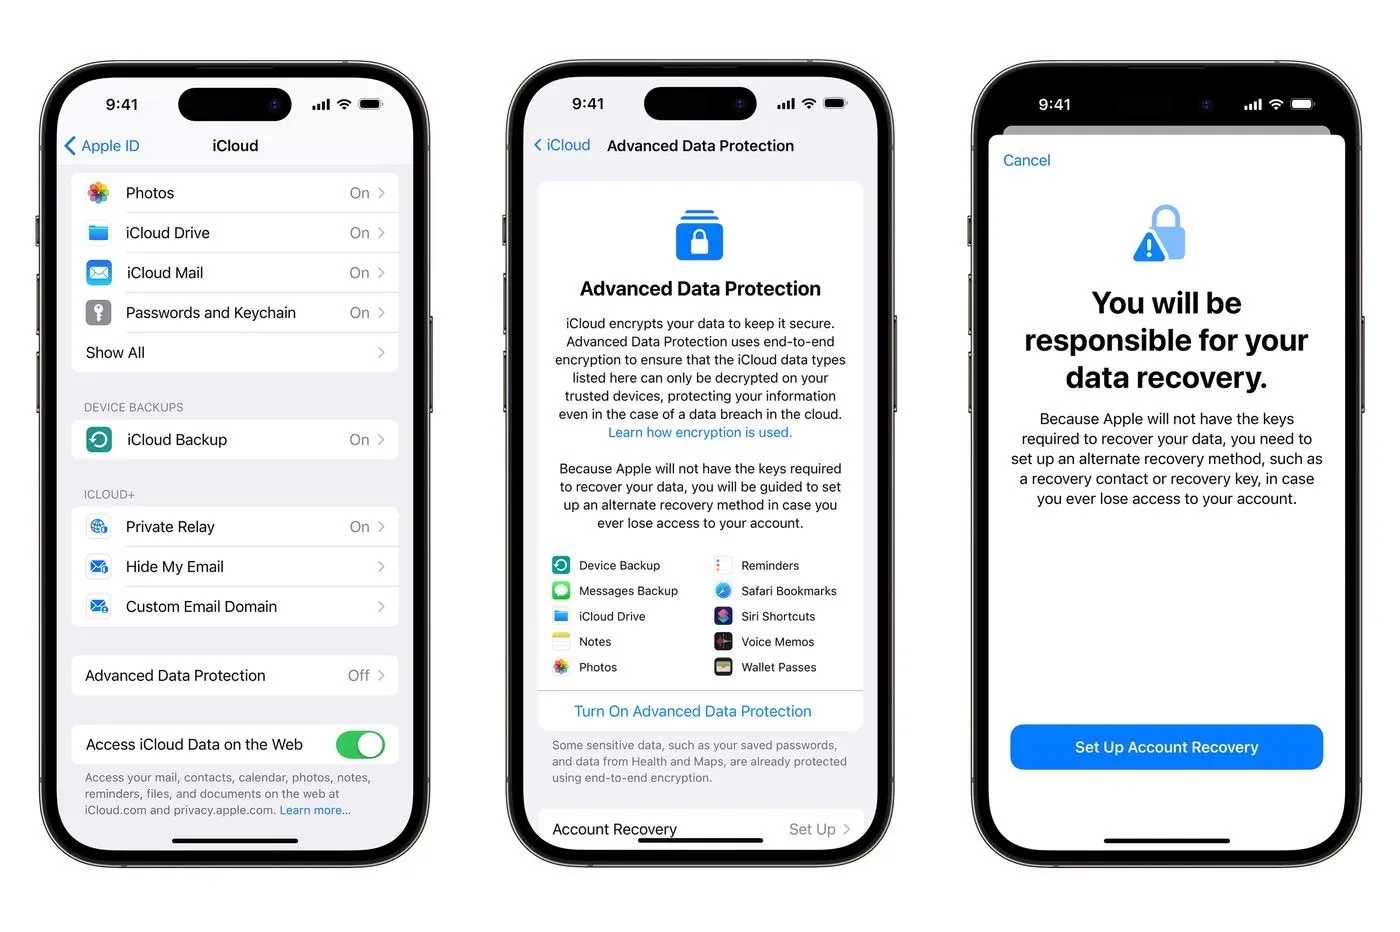 9:41
Apple ID
iCloud
Photos On
iCloud Drive On
iCloud Mail On
Passwords and Keychain On
Show All
DEVICE BACKUPS
iCloud Backup On
ICLOUD+
Private Relay On
Hide My Email
Custom Email Domain
Advanced Data Protection Off
Access iCloud Data on the Web
Access your mail, contacts, calendar, photos, notes,
reminders, files, and documents on the web at
iCloud.com and privacy.apple.com. Learn more...
9:41
iCloud Advanced Data Protection
Advanced Data Protection
iCloud encrypts your data to keep it secure.
Advanced Data Protection uses end-to-end
encryption to ensure that the iCloud data types
listed here can only be decrypted on your
trusted devices, protecting your information
even in the case of a data breach in the cloud.
Learn how encryption is used.
Because Apple will not have the keys required
to recover your data, you will be guided to set
up an alternate recovery method in case you
ever lose access to your account.
Device Backup Reminders
Messages Backup Safari Bookmarks
iCloud Drive Siri Shortcuts
Notes Voice Memos
Photos Wallet Passes
Turn On Advanced Data Protection
Some sensitive data, such as your saved passwords,
and data from Health and Maps, are already protected
using end-to-end encryption.
Account Recovery Set Up
9:41
Cancel
You will be
responsible for your
data recovery.
Because Apple will not have the keys
required to recover your data, you need to
set up an alternate recovery method, such as
a recovery contact or recovery key, in case
you ever lose access to your account.
Set Up Account Recovery